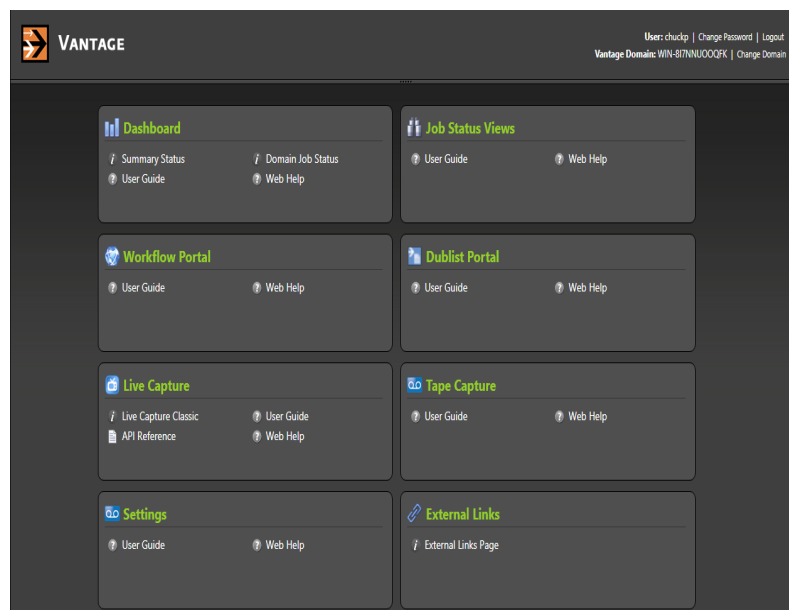 VANTAGE
User: chuckp | Change Password | Logout
Vantage Domain: WIN-8I7NNUOOQFK | Change Domain
Dashboard
Summary Status
Domain Job Status
User Guide
Web Help
Job Status Views
User Guide
Web Help
Workflow Portal
User Guide
Web Help
Dublist Portal
User Guide
Web Help
Live Capture
Live Capture Classic
User Guide
API Reference
Web Help
Tape Capture
User Guide
Web Help
Settings
User Guide
Web Help
External Links
External Links Page